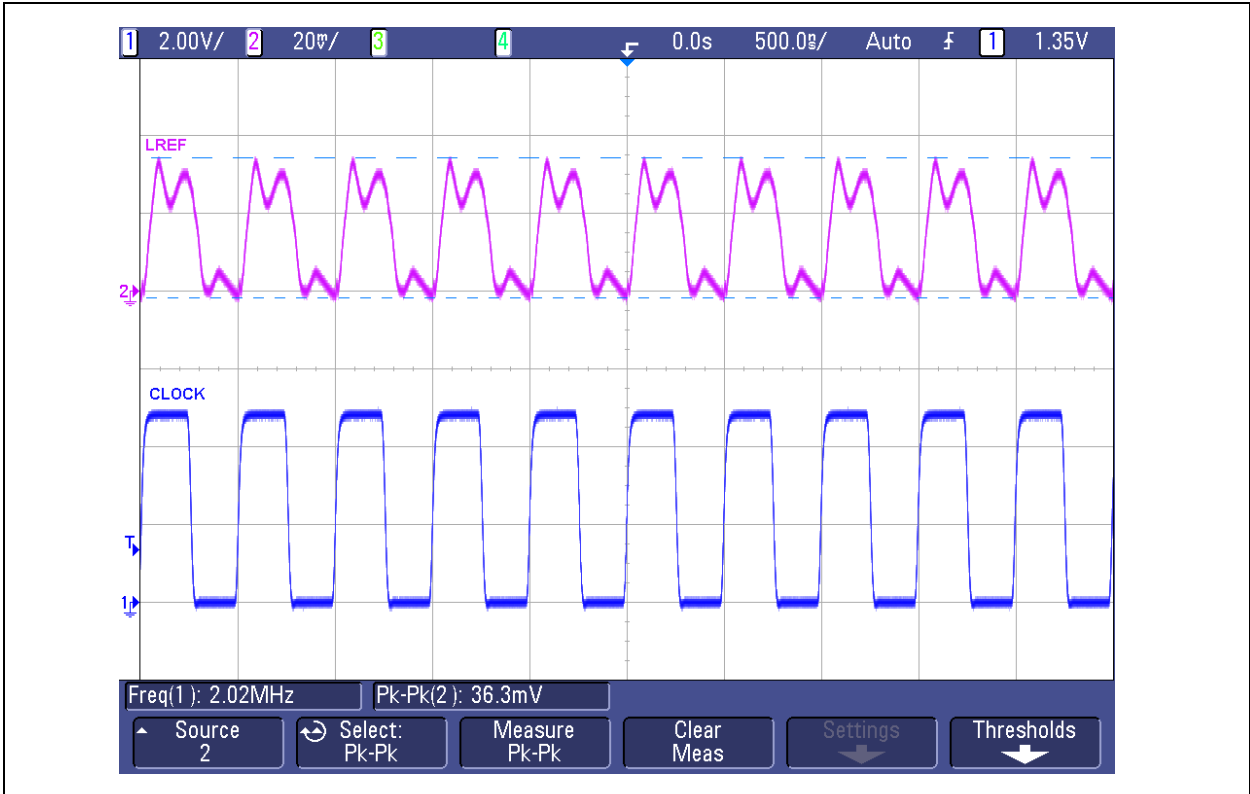 1 2.00V/ 2 20mV/ 3 4 0.0s 500.0s/ Auto 1 1.35V
LREF
2
CLOCK
T
1
Freq(1): 2.02MHz Pk-Pk(2): 36.3mV
Source Select: Measure Clear Settings Thresholds
2 Pk-Pk Pk-Pk Meas